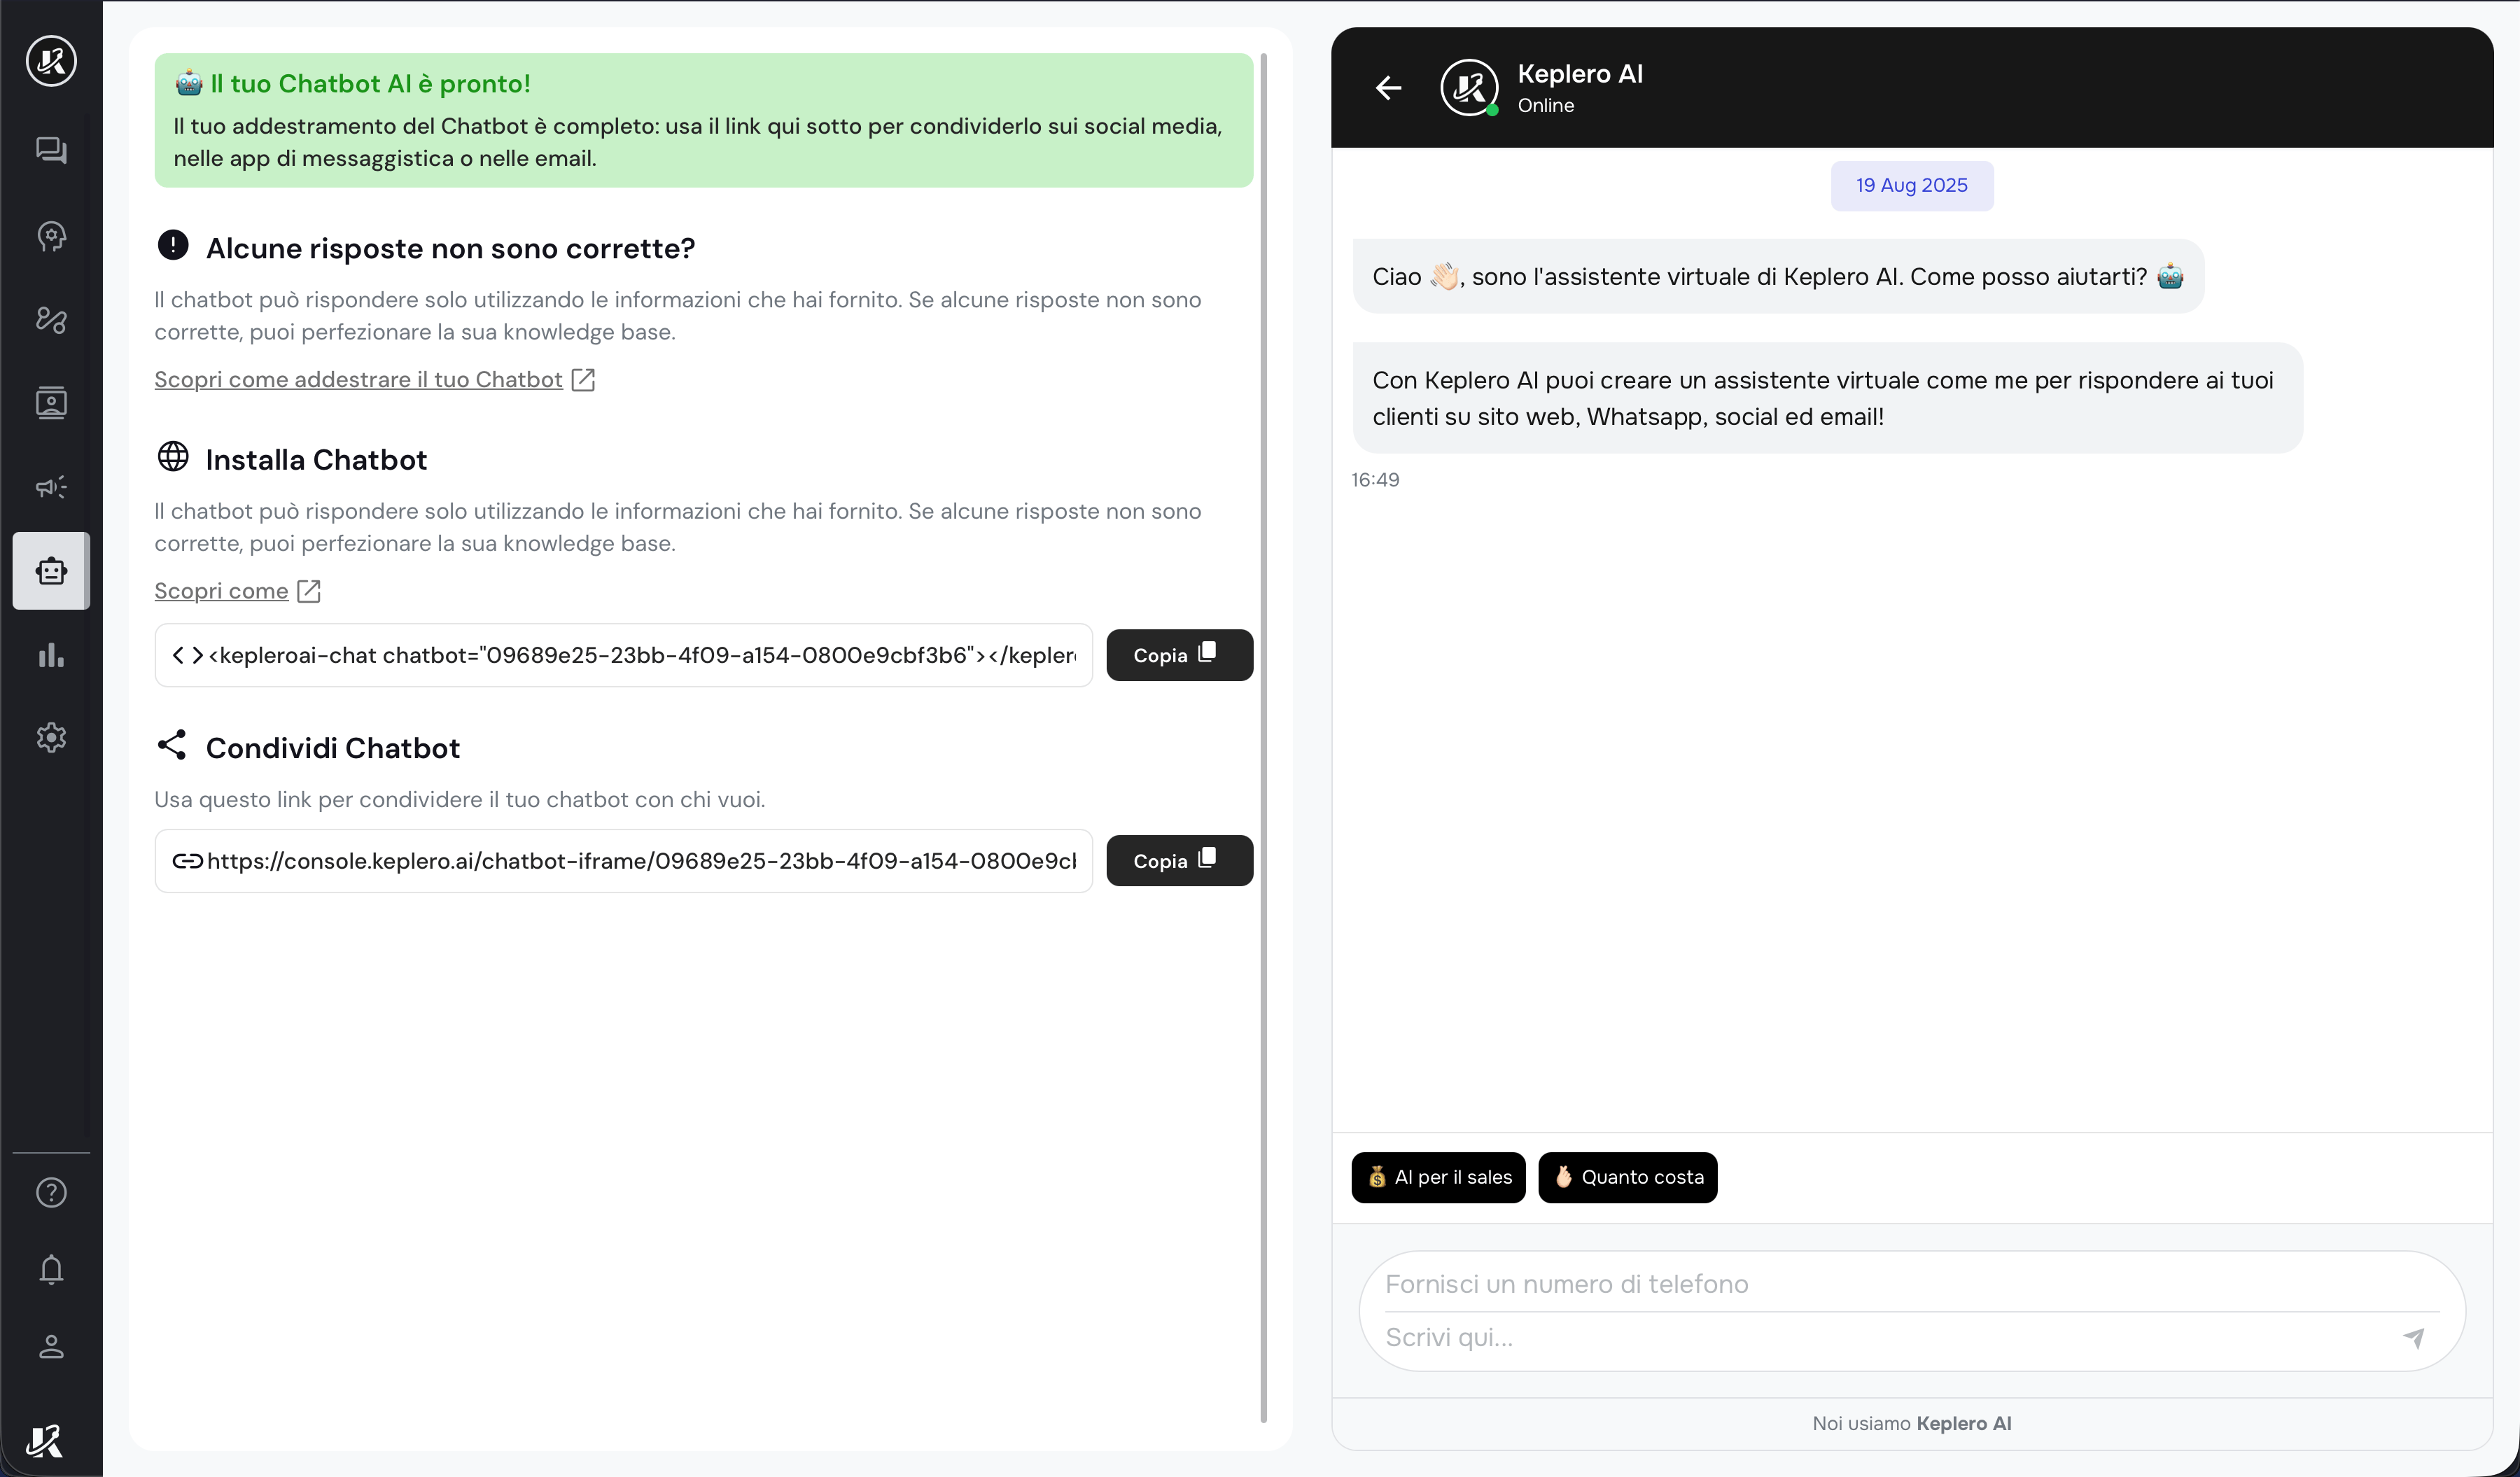 🤖 Il tuo Chatbot AI è pronto!
Il tuo addestramento del Chatbot è completo: usa il link qui sotto per condividerlo sui social media,
nelle app di messaggistica o nelle email.
Alcune risposte non sono corrette?
Il chatbot può rispondere solo utilizzando le informazioni che hai fornito. Se alcune risposte non sono
corrette, puoi perfezionare la sua knowledge base.
Scopri come addestrare il tuo Chatbot
Installa Chatbot
Il chatbot può rispondere solo utilizzando le informazioni che hai fornito. Se alcune risposte non sono
corrette, puoi perfezionare la sua knowledge base.
Scopri come
<kepleroai-chat chatbot="09689e25-23bb-4f09-a154-0800e9cbf3b6"></kepler
Copia
Condividi Chatbot
Usa questo link per condividere il tuo chatbot con chi vuoi.
https://console.keplero.ai/chatbot-iframe/09689e25-23bb-4f09-a154-0800e9cl
Copia
Keplero AI
Online
19 Aug 2025
Ciao 👋🏻, sono l'assistente virtuale di Keplero AI. Come posso aiutarti? 🤖
Con Keplero AI puoi creare un assistente virtuale come me per rispondere ai tuoi
clienti su sito web, Whatsapp, social ed email!
16:49
💰 AI per il sales
🫰🏻 Quanto costa
Fornisci un numero di telefono
Scrivi qui...
Noi usiamo Keplero AI